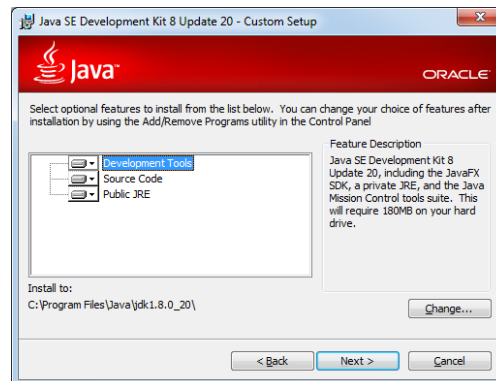 Java SE Development Kit 8 Update 20 - Custom Setup
Java™
ORACLE
Select optional features to install from the list below. You can change your choice of features after
installation by using the Add/Remove Programs utility in the Control Panel
Development Tools
Source Code
Public JRE
Feature Description
Java SE Development Kit 8
Update 20, including the JavaFX
SDK, a private JRE, and the Java
Mission Control tools suite. This
will require 180MB on your hard
drive.
Install to:
C:\Program Files\Java\jdk1.8.0_20\
Change...
< Back
Next >
Cancel